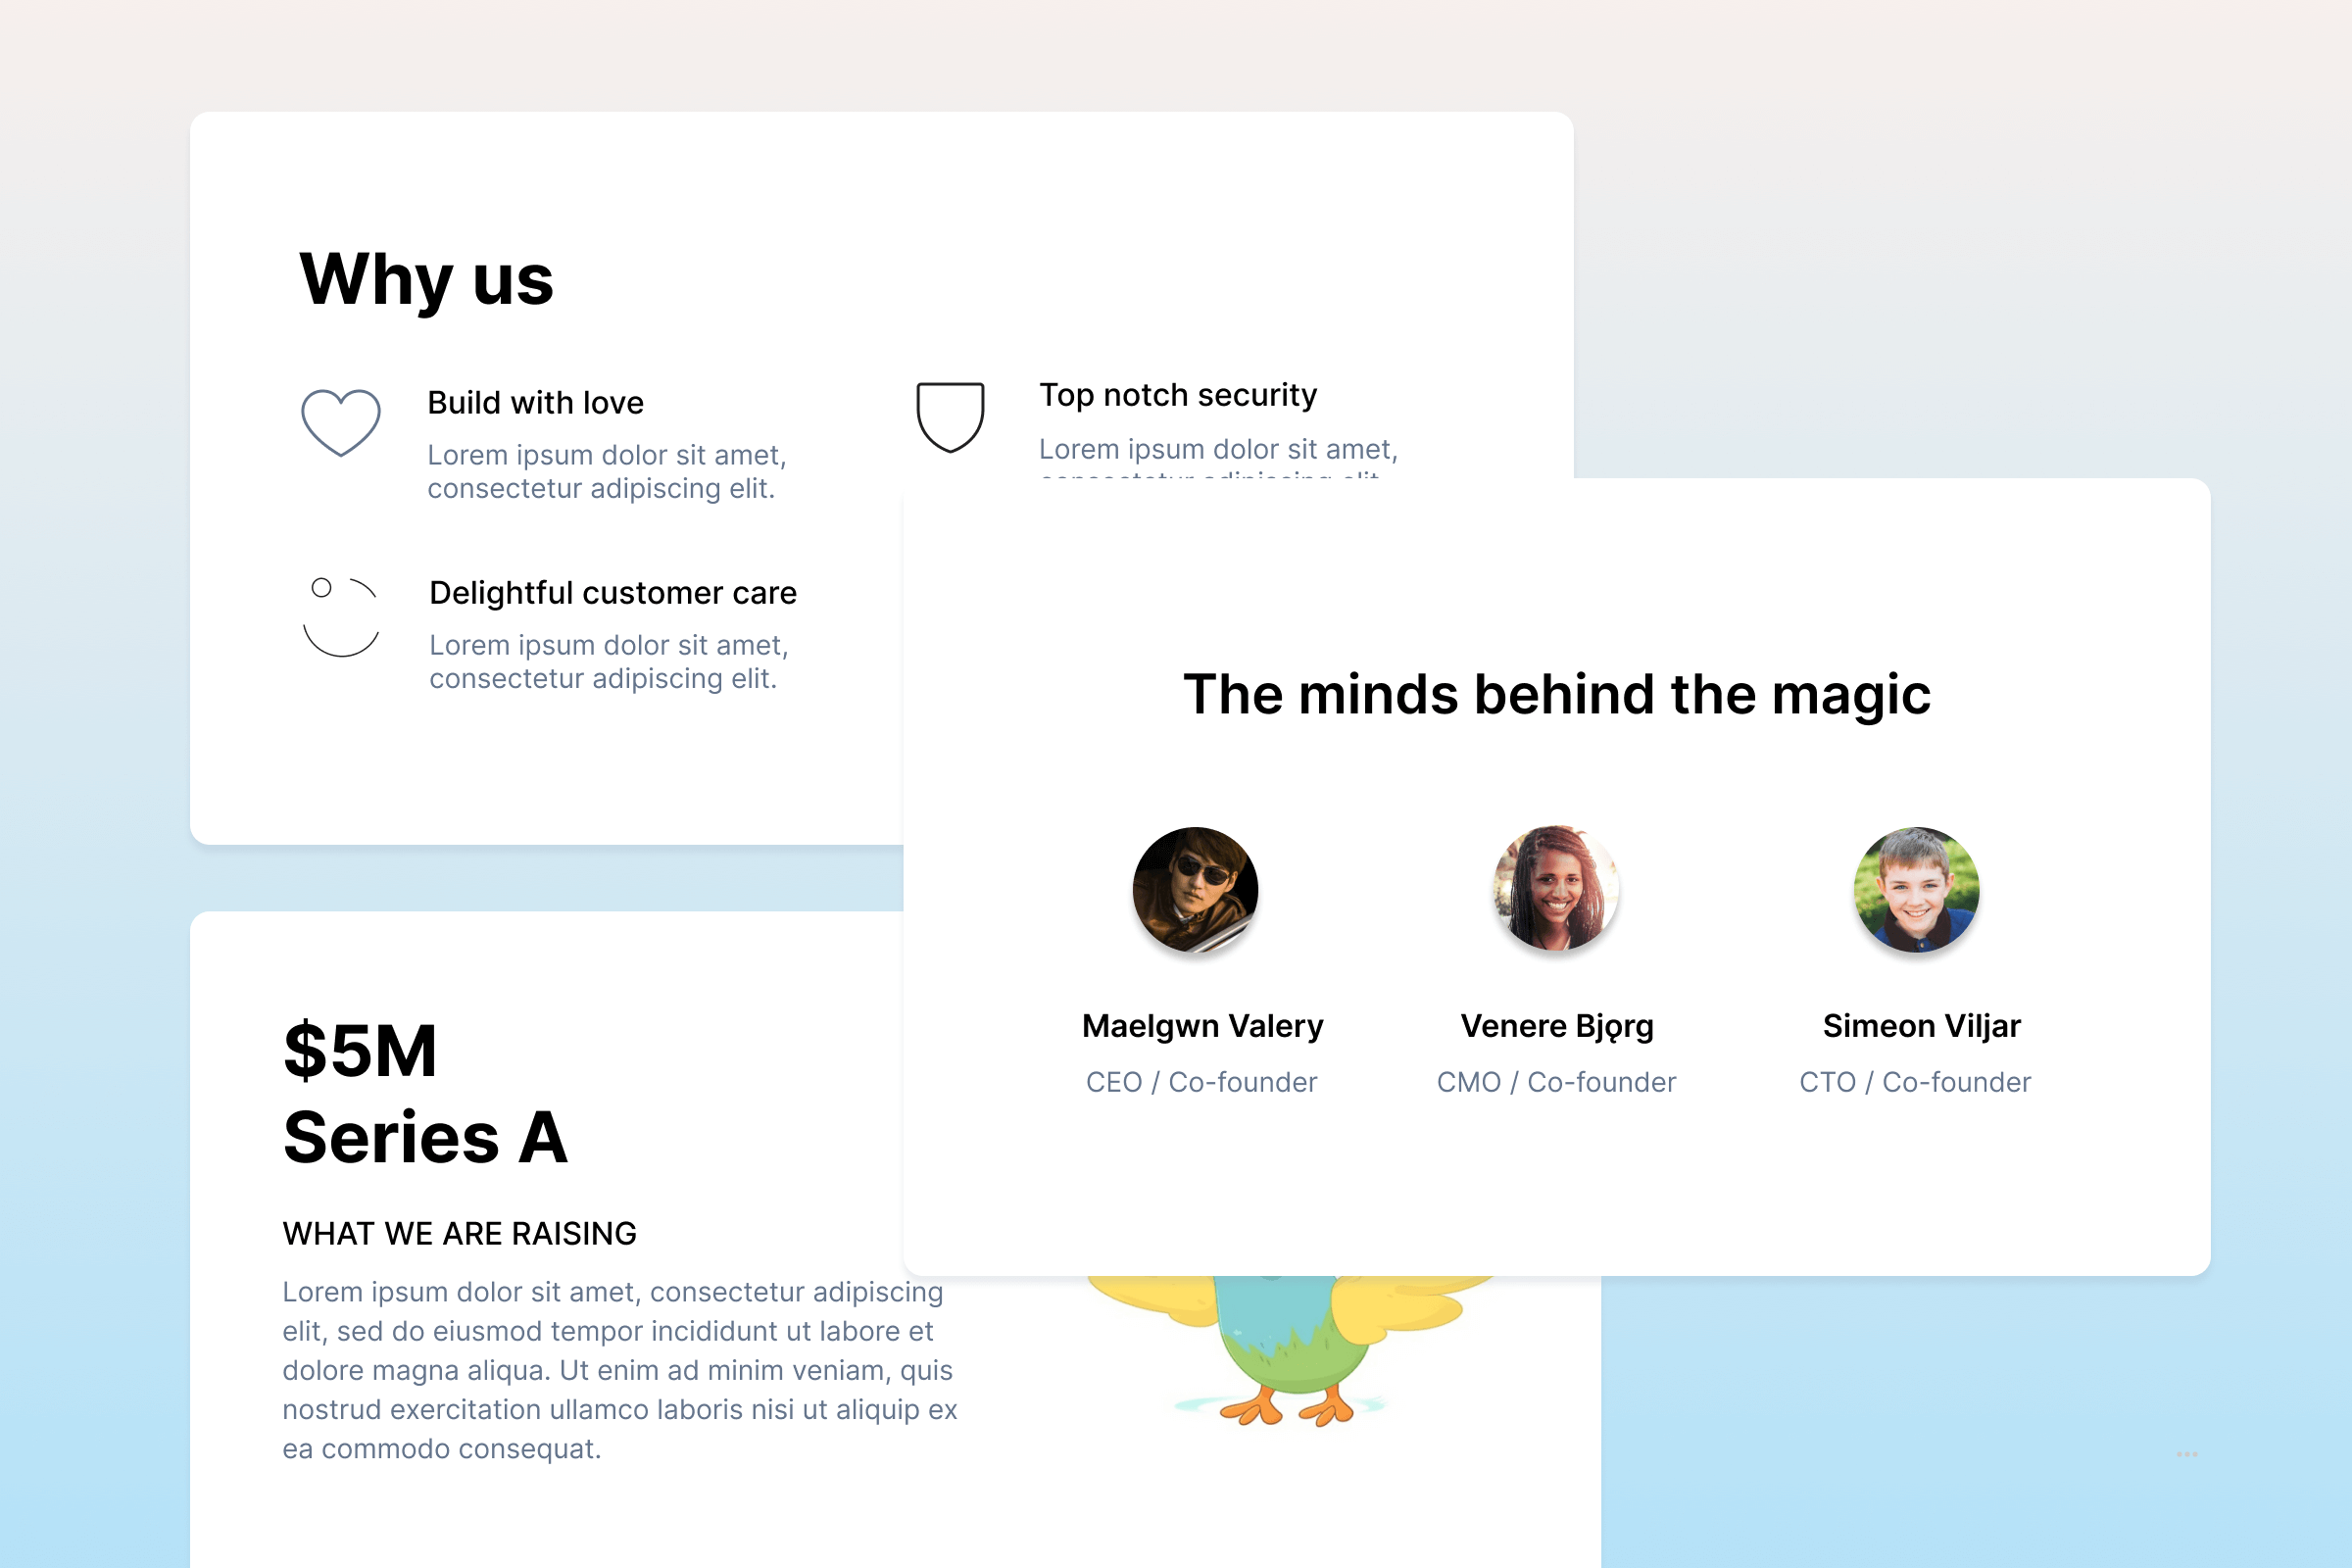 Why us
Build with love
Lorem ipsum dolor sit amet,
consectetur adipiscing elit.
Top notch security
Lorem ipsum dolor sit amet,
consectetur adipiscing elit.
Delightful customer care
Lorem ipsum dolor sit amet,
consectetur adipiscing elit.
The minds behind the magic
Maelgwn Valery
CEO / Co-founder
Venere Bjǫrg
CMO / Co-founder
Simeon Viljar
CTO / Co-founder
$5M
Series A
WHAT WE ARE RAISING
Lorem ipsum dolor sit amet, consectetur adipiscing
elit, sed do eiusmod tempor incididunt ut labore et
dolore magna aliqua. Ut enim ad minim veniam, quis
nostrud exercitation ullamco laboris nisi ut aliquip ex
ea commodo consequat.